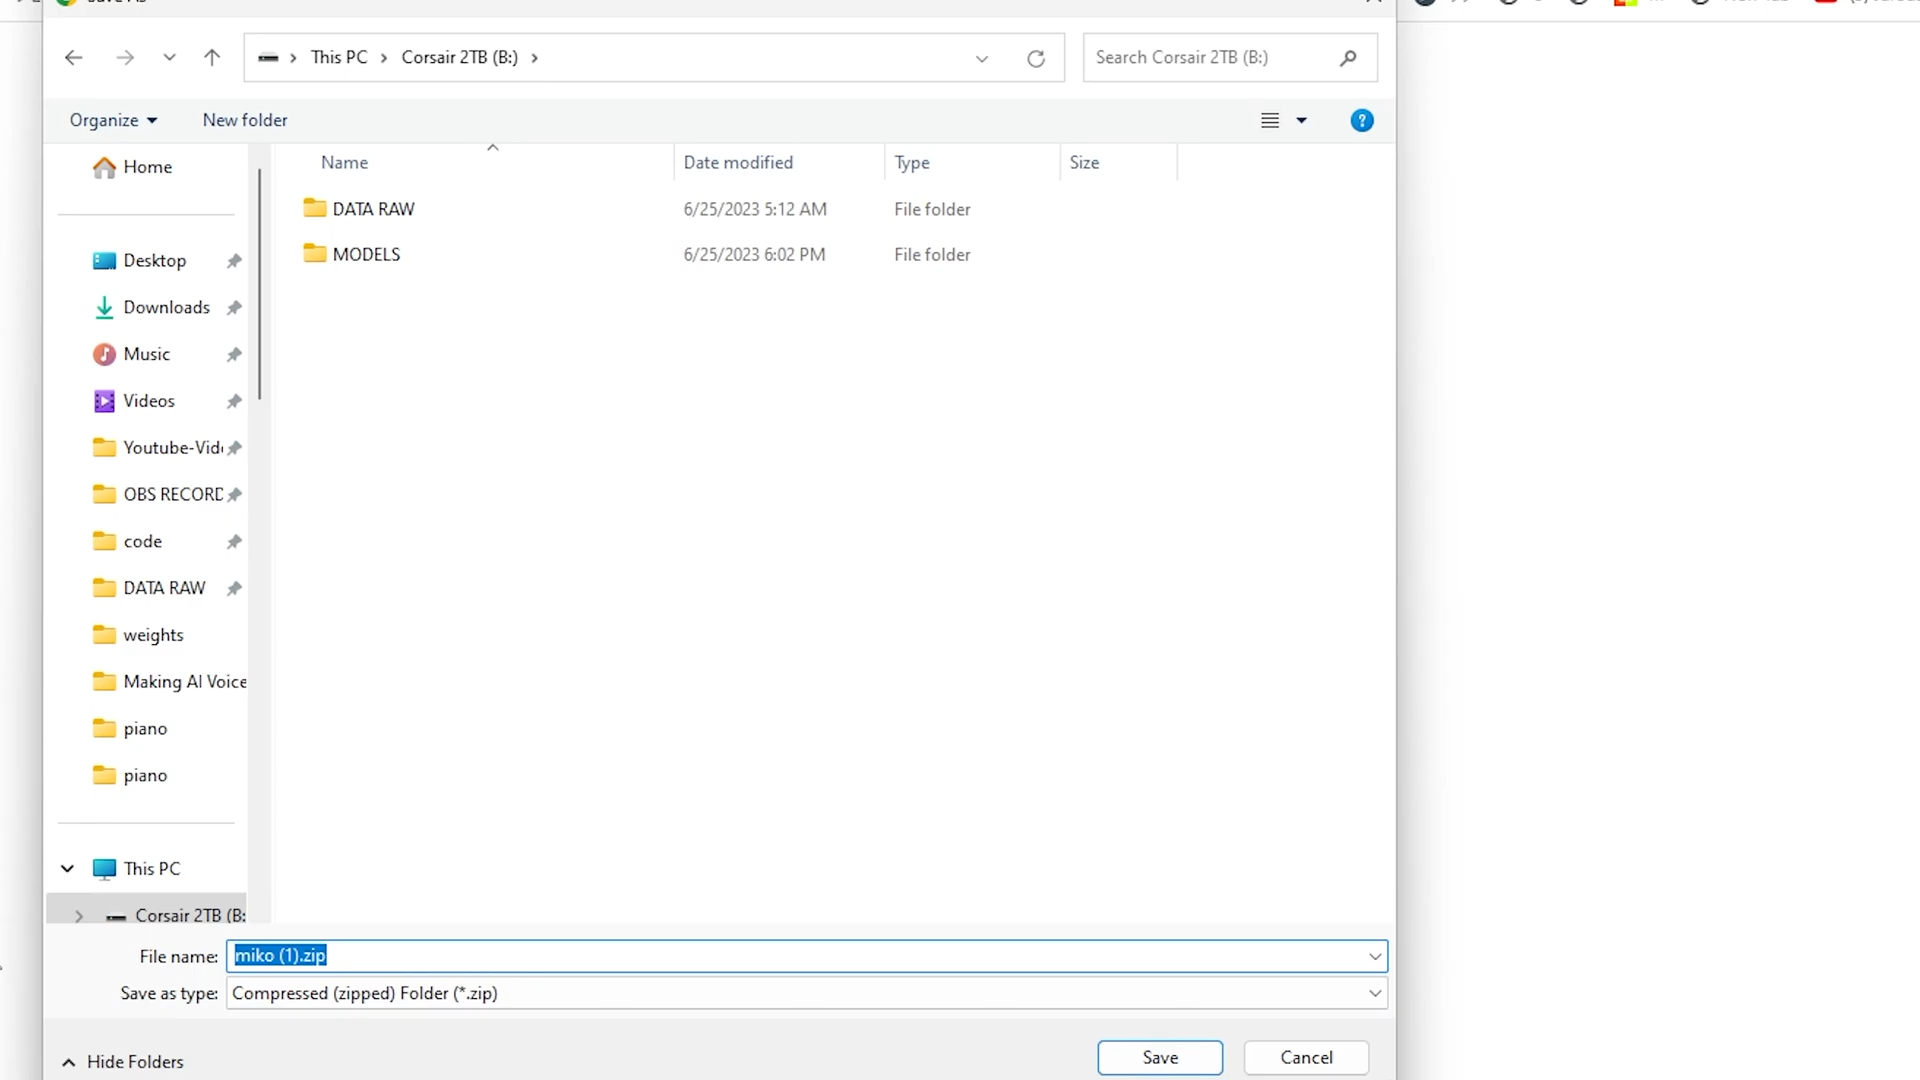 Save As
This PC > Corsair 2TB (B:) >
Search Corsair 2TB (B:)
Organize
New folder
?
Home
Desktop
Downloads
Music
Videos
Youtube-Vid
OBS RECORD
code
DATA RAW
weights
Making AI Voice
piano
piano
This PC
Corsair 2TB (B:
Name Date modified Type Size
DATA RAW 6/25/2023 5:12 AM File folder
MODELS 6/25/2023 6:02 PM File folder
File name: miko (1).zip
Save as type: Compressed (zipped) Folder (*.zip)
Hide Folders
Save
Cancel